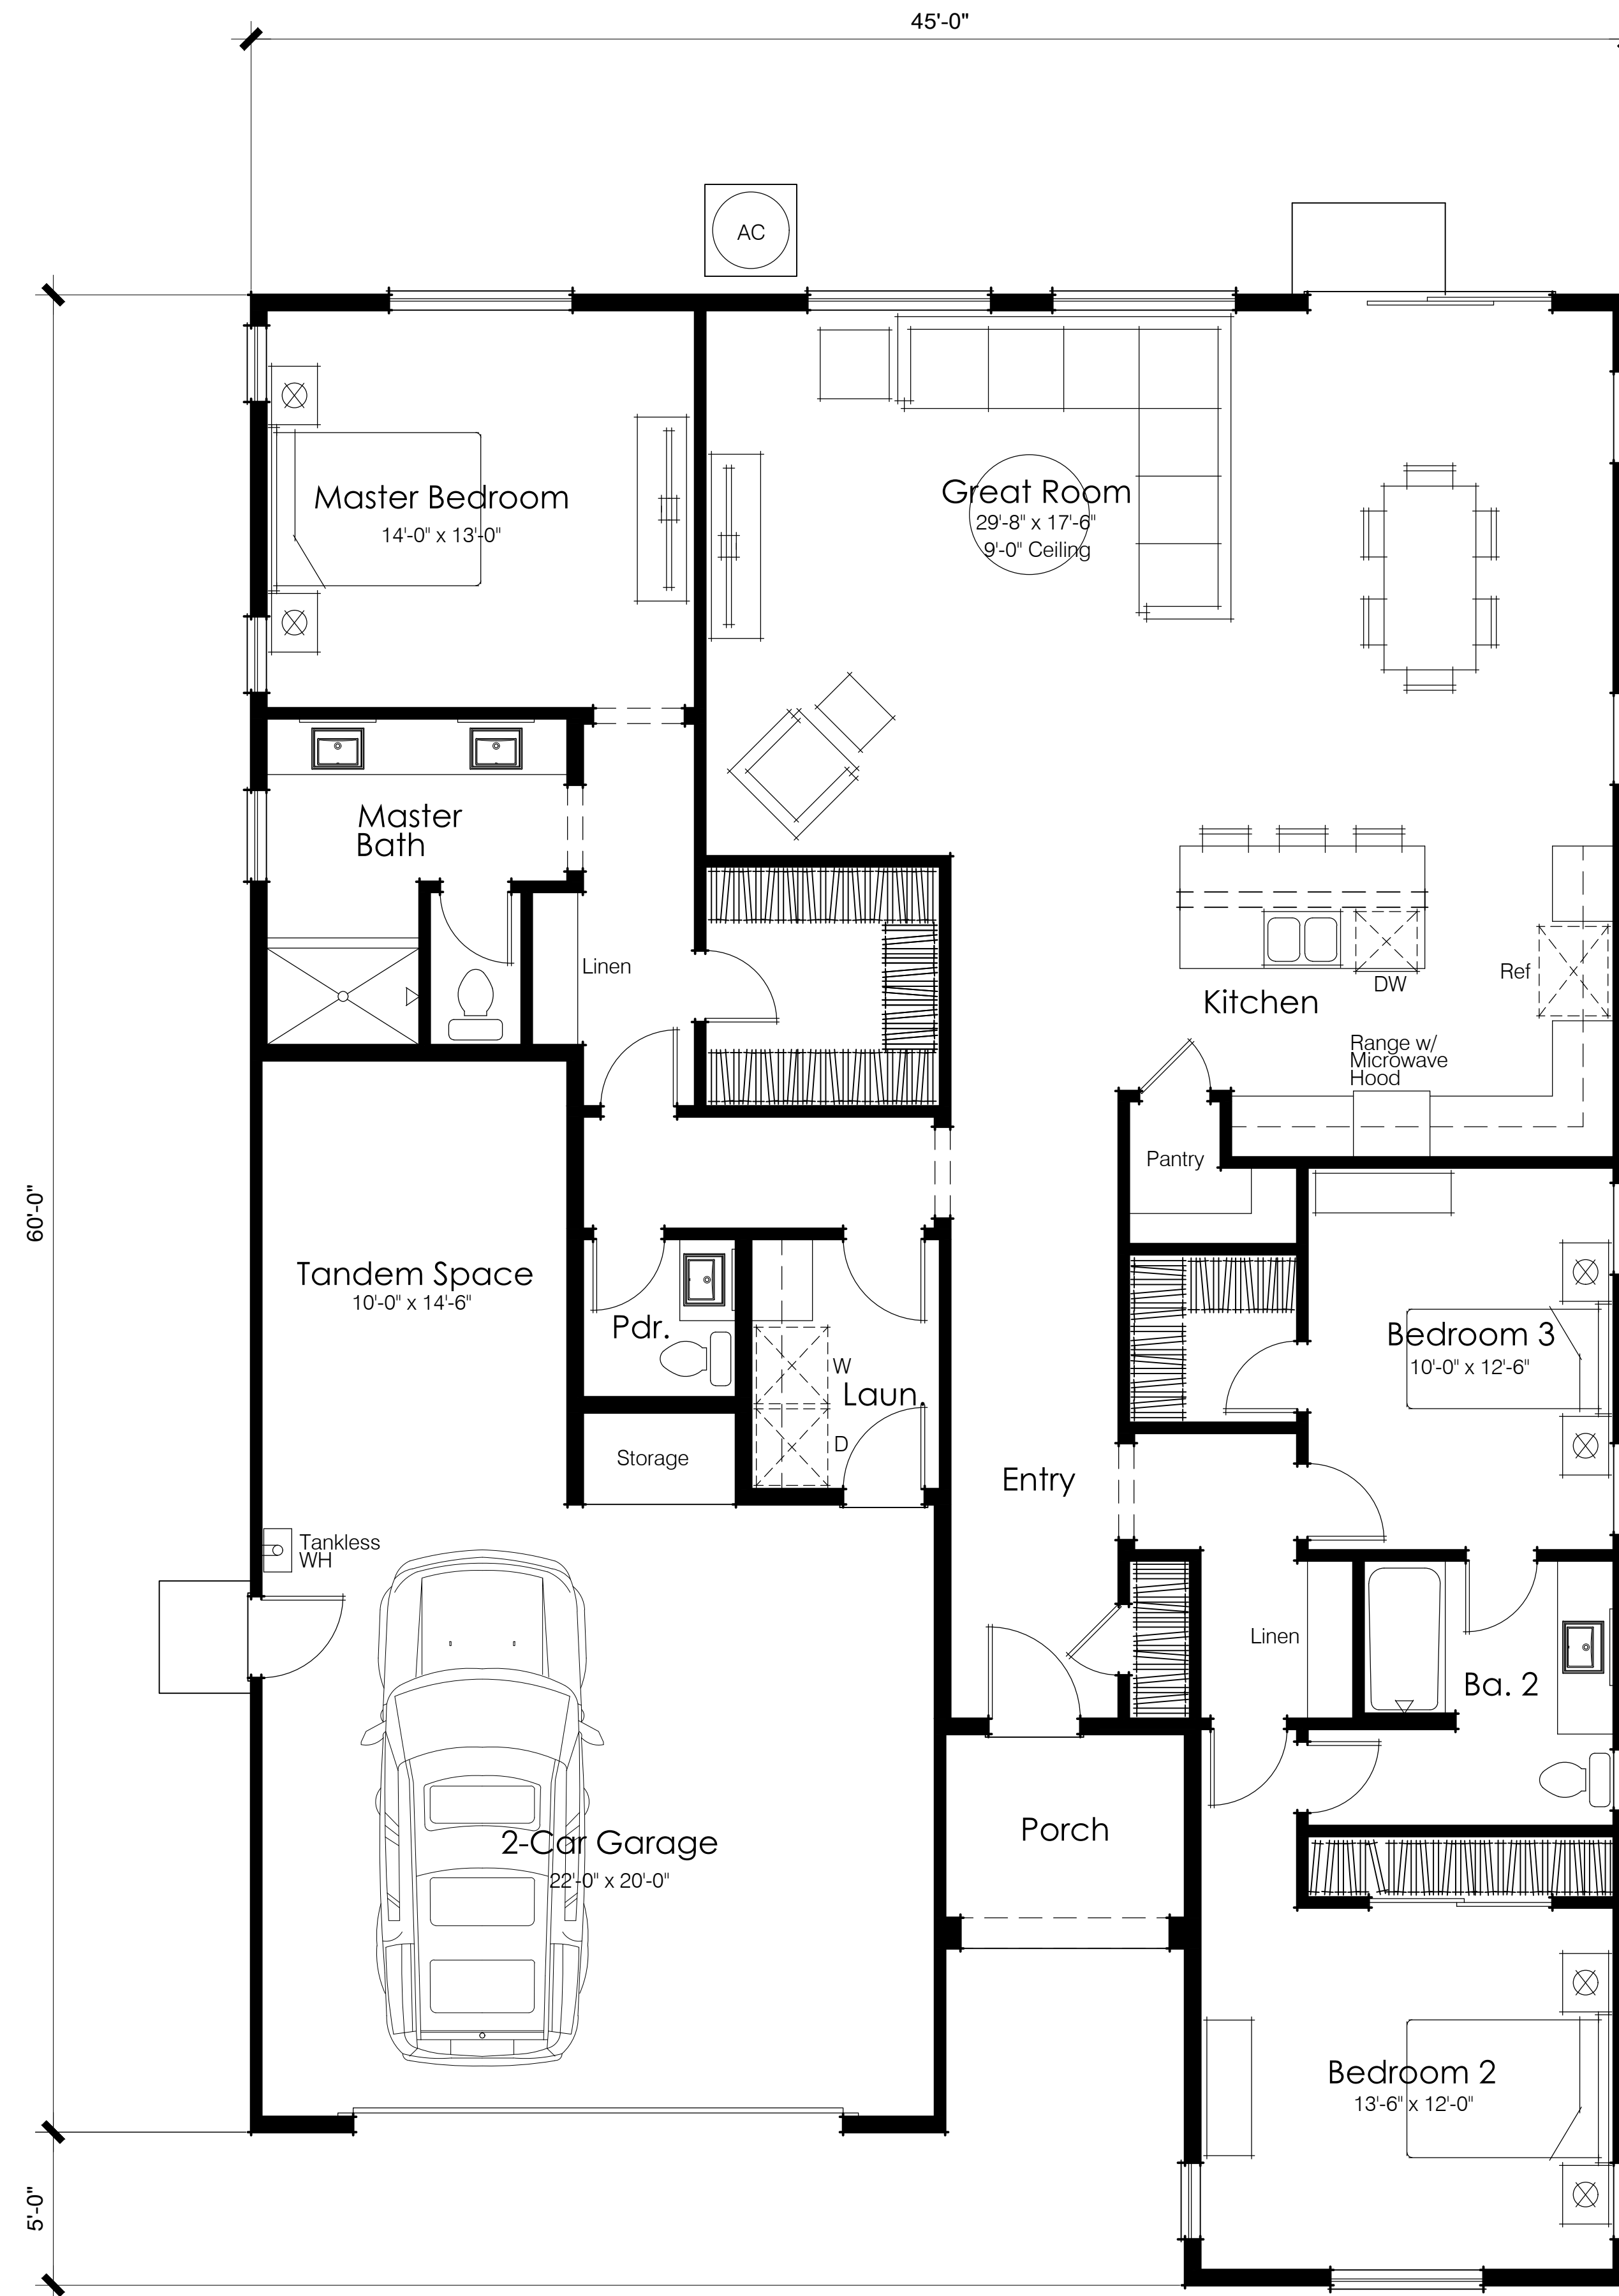 45'-0"
AC
Master Bedroom
14'-0" x 13'-0"
Great Room
29'-8" x 17'-6"
9'-0" Ceiling
Master
Bath
Linen
DW
Ref
Kitchen
Range w/
Microwave
Hood
Pantry
60'-0"
Tandem Space
10'-0" x 14'-6"
Pdr.
W
Laun.
D
Bedroom 3
10'-0" x 12'-6"
Storage
Entry
Tankless
WH
Linen
Ba. 2
Porch
2-Car Garage
22'-0" x 20'-0"
Bedroom 2
13'-6" x 12'-0"
5'-0"